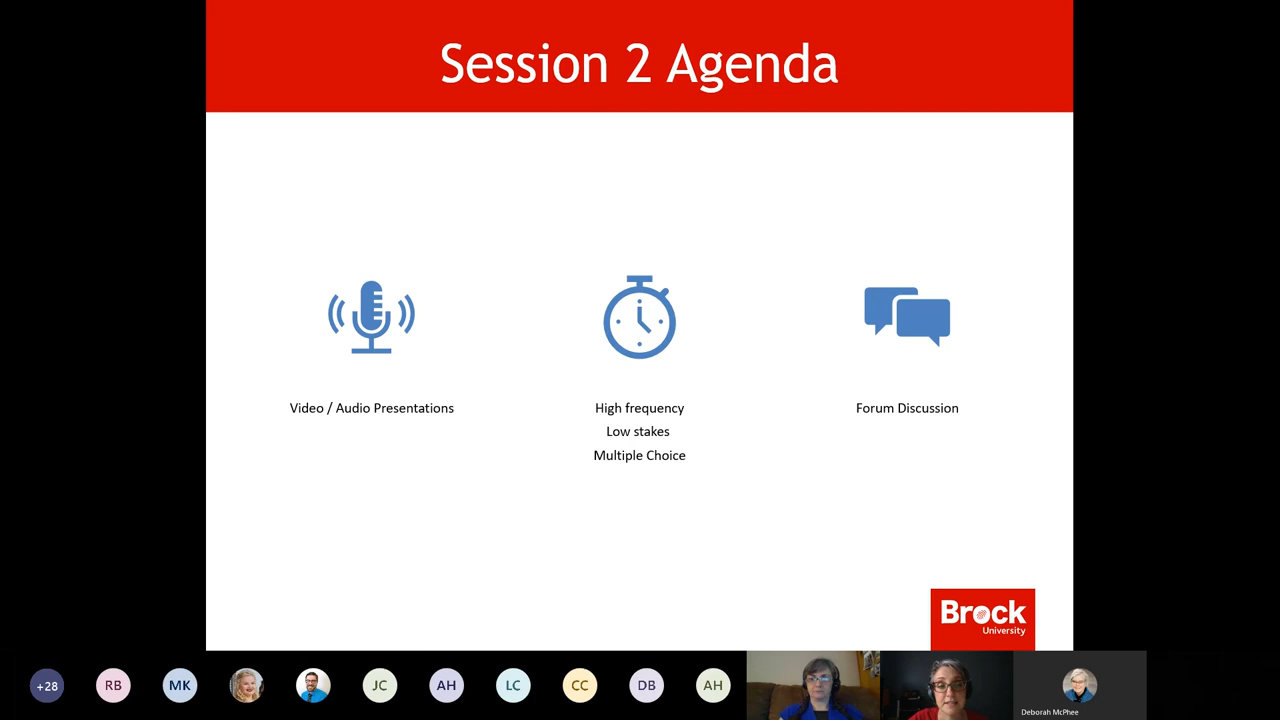 Session 2 Agenda
Video / Audio Presentations
High frequency
Low stakes
Multiple Choice
Forum Discussion
Brock
University
+28
RB
MK
JC
AH
LC
CC
DB
AH
Deborah McPhee